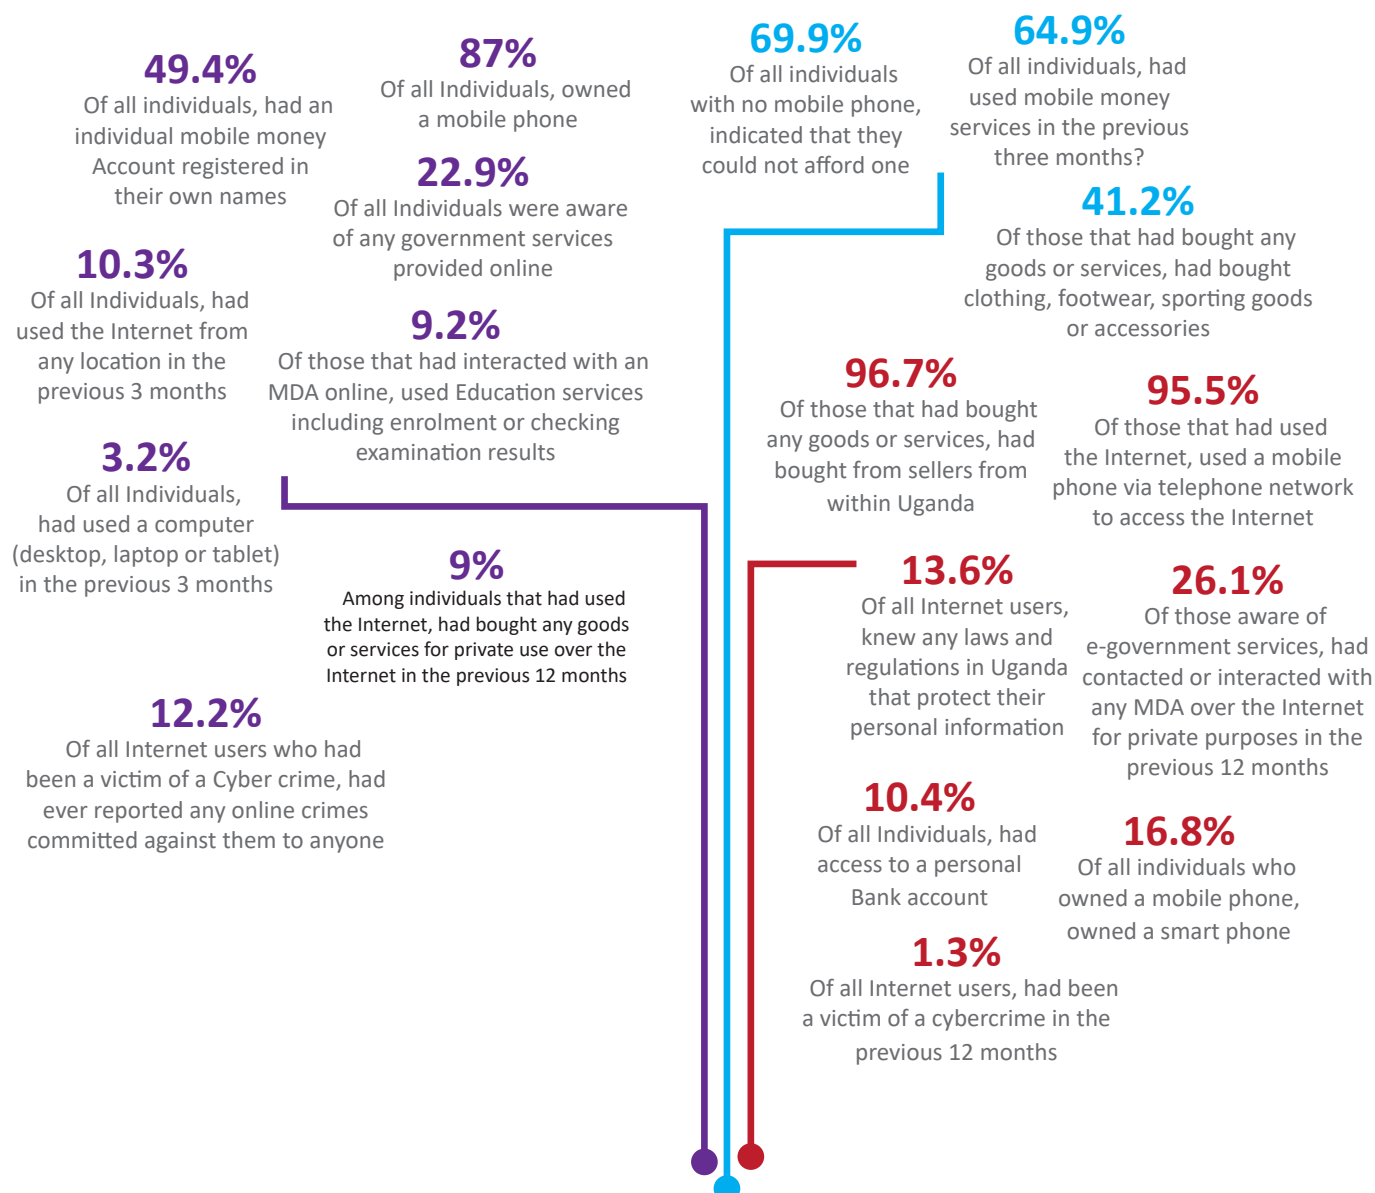 49.4%
Of all individuals, had an
individual mobile money
Account registered in
their own names
87%
Of all Individuals, owned
a mobile phone
22.9%
Of all Individuals were aware
of any government services
provided online
10.3%
Of all Individuals, had
used the Internet from
any location in the
previous 3 months
9.2%
Of those that had interacted with an
MDA online, used Education services
including enrolment or checking
examination results
3.2%
Of all Individuals,
had used a computer
(desktop, laptop or tablet)
in the previous 3 months
9%
Among individuals that had used
the Internet, had bought any goods
or services for private use over the
Internet in the previous 12 months
12.2%
Of all Internet users who had
been a victim of a Cyber crime, had
ever reported any online crimes
committed against them to anyone
69.9%
Of all individuals
with no mobile phone,
indicated that they
could not afford one
64.9%
Of all individuals, had
used mobile money
services in the previous
three months?
41.2%
Of those that had bought any
goods or services, had bought
clothing, footwear, sporting goods
or accessories
96.7%
Of those that had bought
any goods or services, had
bought from sellers from
within Uganda
95.5%
Of those that had used
the Internet, used a mobile
phone via telephone network
to access the Internet
13.6%
Of all Internet users,
knew any laws and
regulations in Uganda
that protect their
personal information
26.1%
Of those aware of
e-government services, had
contacted or interacted with
any MDA over the Internet
for private purposes in the
previous 12 months
10.4%
Of all Individuals, had
access to a personal
Bank account
16.8%
Of all individuals who
owned a mobile phone,
owned a smart phone
1.3%
Of all Internet users, had been
a victim of a cybercrime in the
previous 12 months